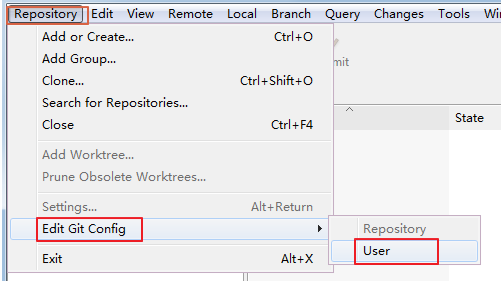 Repository Edit View Remote Local Branch Query Changes Tools
Add or Create... Ctrl+O
Add Group...
mit
Clone... Ctrl+Shift+O
Search for Repositories...
Close Ctrl+F4
State
Add Worktree...
Prune Obsolete Worktrees...
Settings... Alt+Return
Edit Git Config
Repository
User
Exit Alt+X